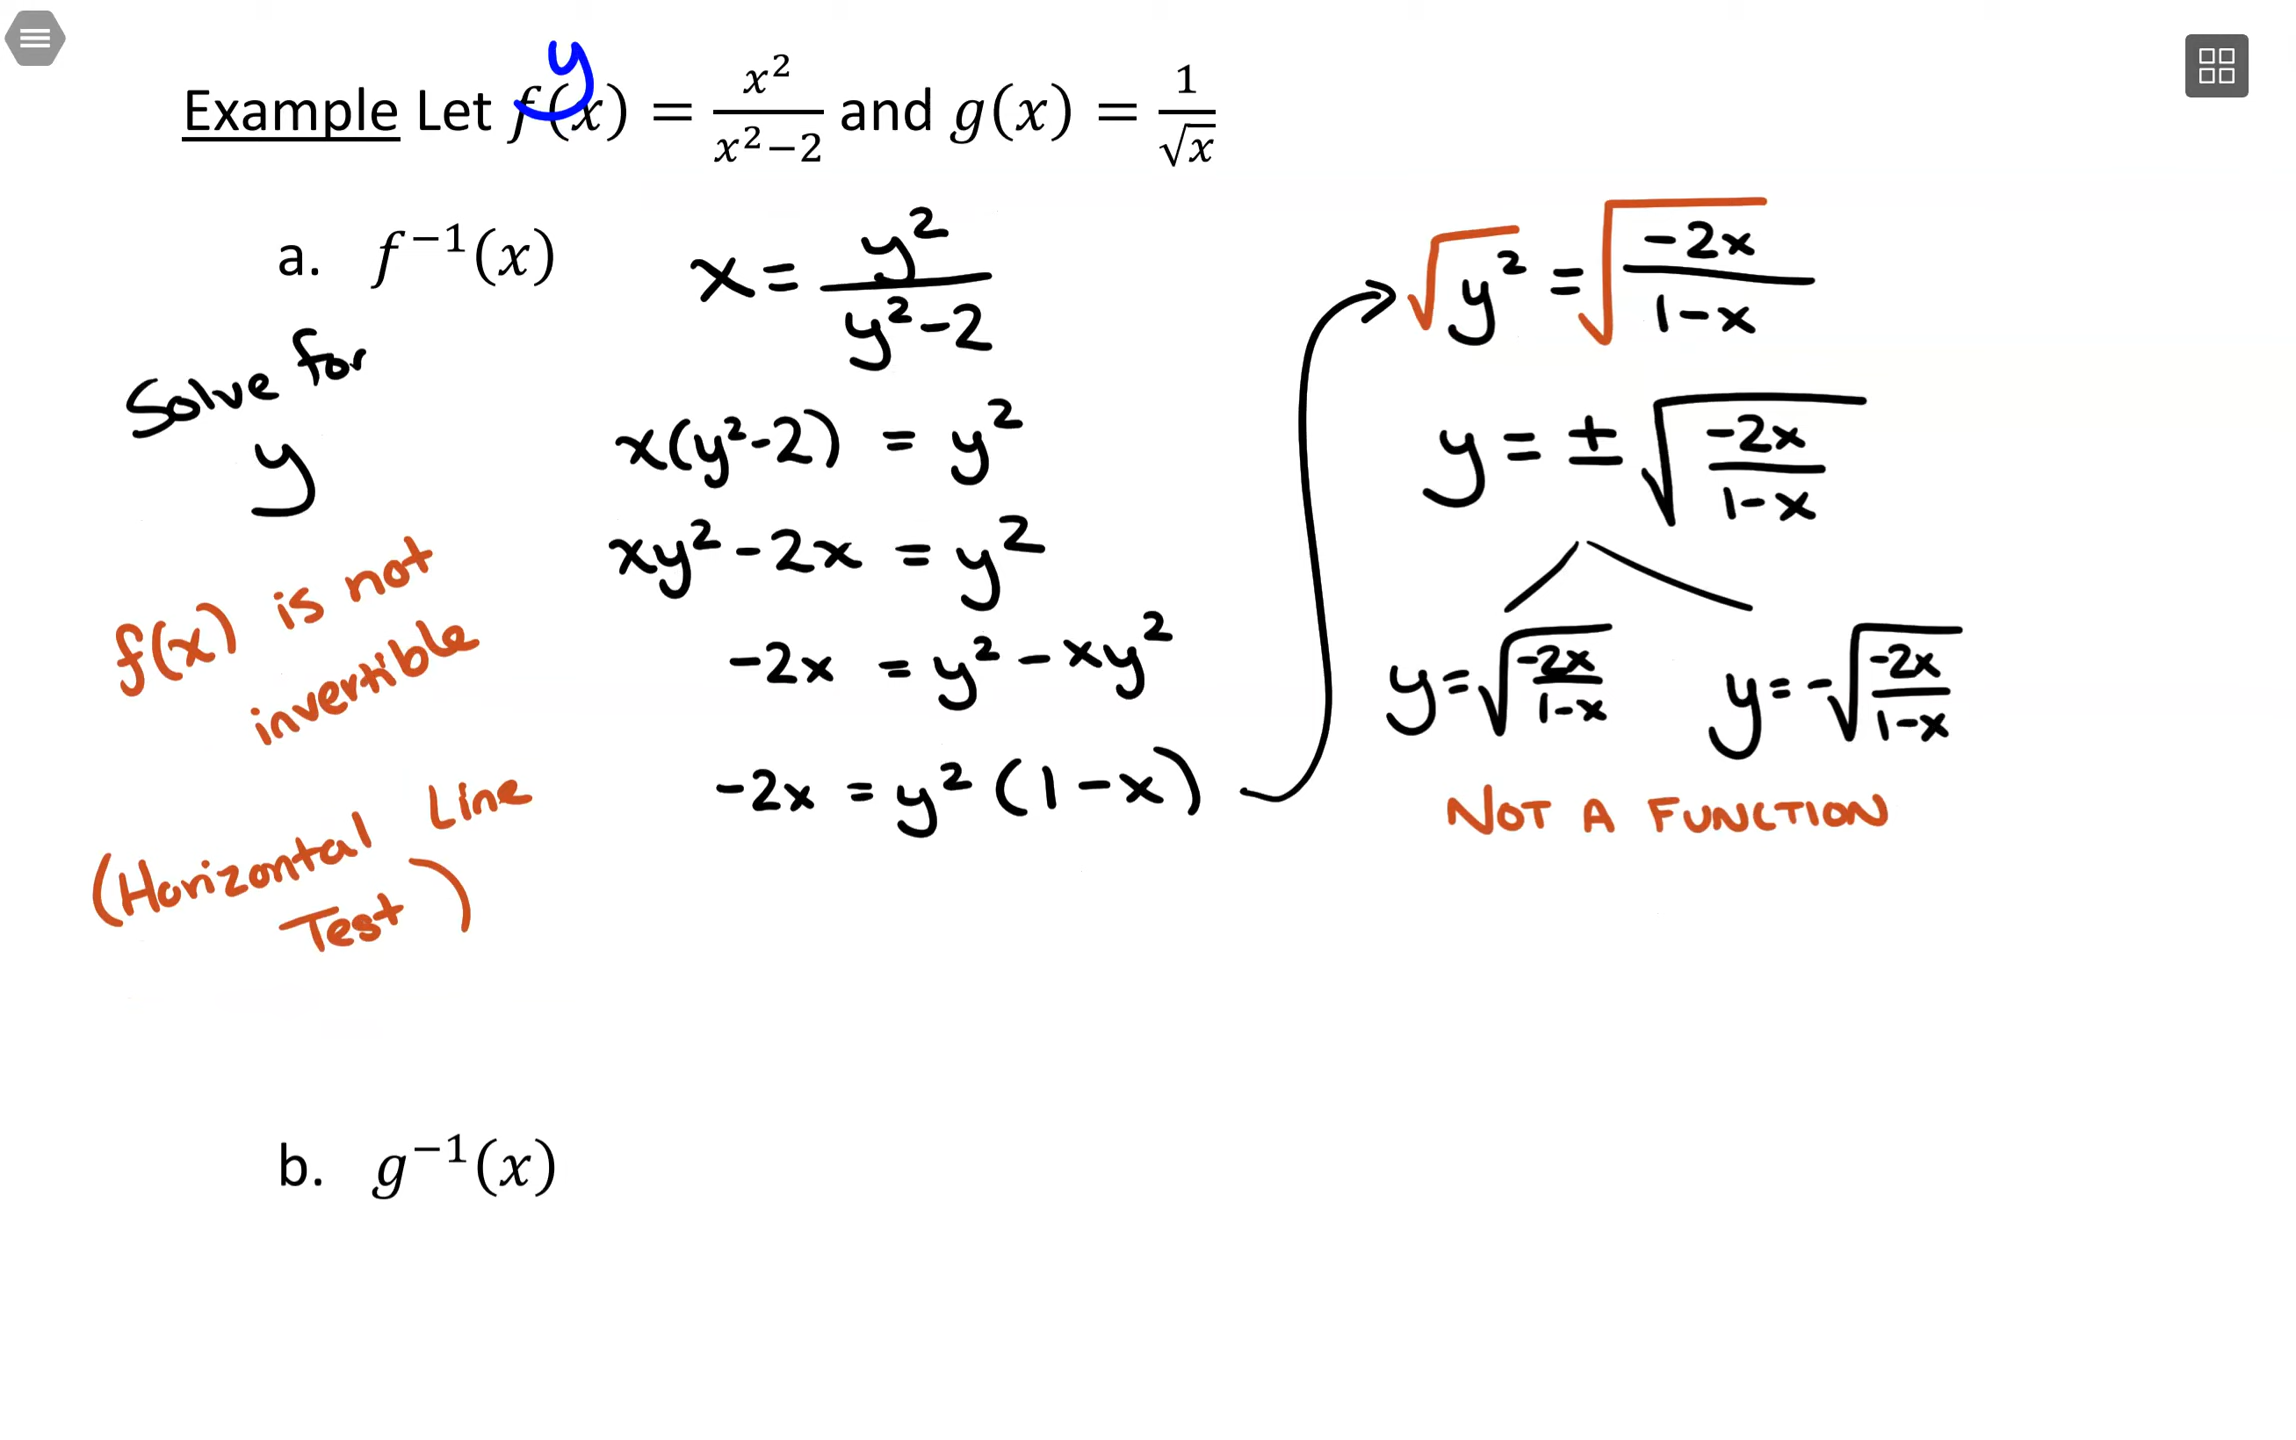 y
Example Let f(x) = x²/(x²−2) and g(x) = 1/√x
a. f⁻¹(x)
Solve for
y
f(x) is not
invertible
(Horizontal Line
Test)
x = y²/(y²-2)
x(y²-2) = y²
xy² - 2x = y²
-2x = y² - xy²
-2x = y² (1-x)
√y² = √(-2x/(1-x))
y = ± √(-2x/(1-x))
y = √(-2x/(1-x)) y = -√(-2x/(1-x))
NOT A FUNCTION
b. g⁻¹(x)